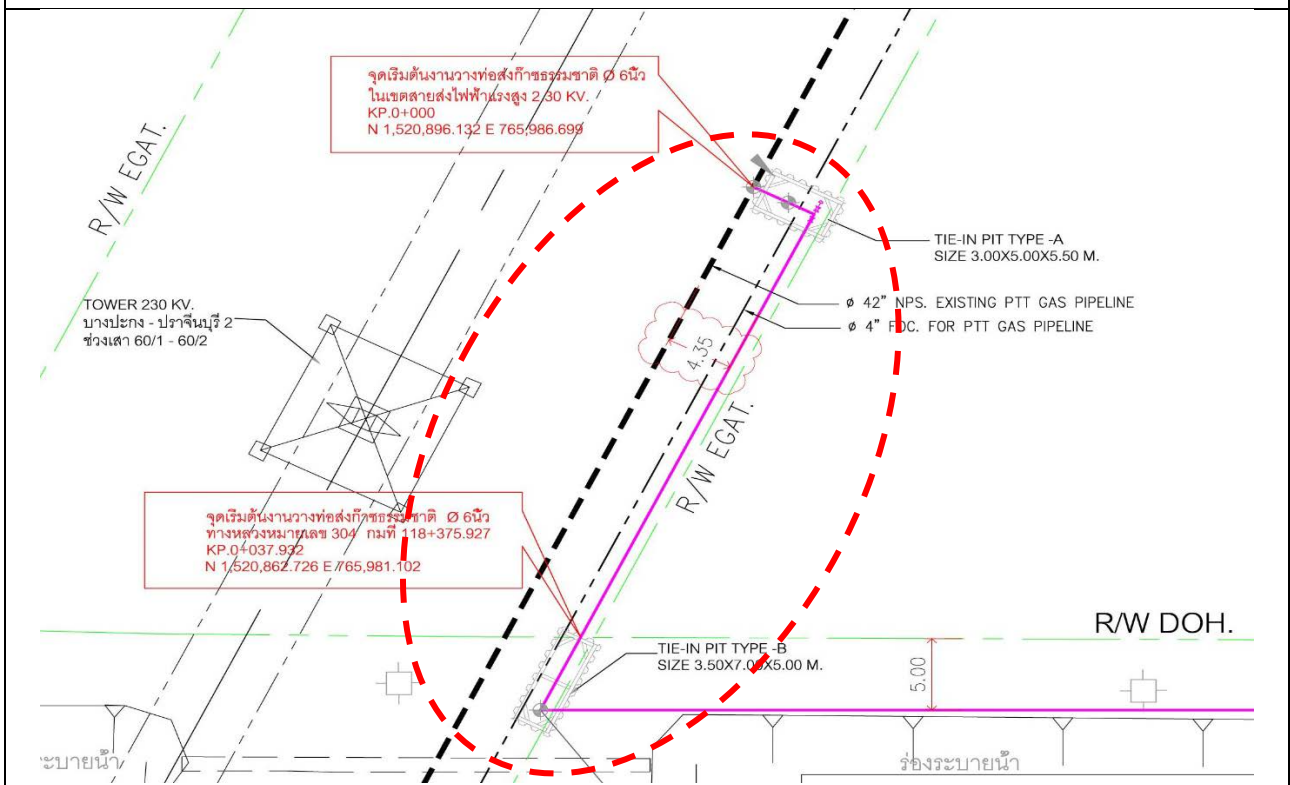 จุดเริ่มต้นงานวางท่อส่งก๊าซธรรมชาติ Ø 6นิ้ว
ในเขตสายส่งไฟฟ้าแรงสูง 230 KV.
KP.0+000
N 1,520,896.132 E 765,986.699
R/W EGAT.
TIE-IN PIT TYPE -A
SIZE 3.00X5.00X5.50 M.
TOWER 230 KV.
บางปะกง - ปราจีนบุรี 2
ช่วงเสา 60/1 - 60/2
ø 42" NPS. EXISTING PTT GAS PIPELINE
ø 4" FOC. FOR PTT GAS PIPELINE
4.35
R/W EGAT.
จุดเริ่มต้นงานวางท่อส่งก๊าซธรรมชาติ Ø 6นิ้ว
ทางหลวงหมายเลข 304 กมที่ 118+375.927
KP.0+037.932
N 1,520,862.726 E 765,981.102
R/W DOH.
TIE-IN PIT TYPE -B
SIZE 3.50X7.00X5.00 M.
5.00
ระบายน้ำ
ร่องระบายน้ำ